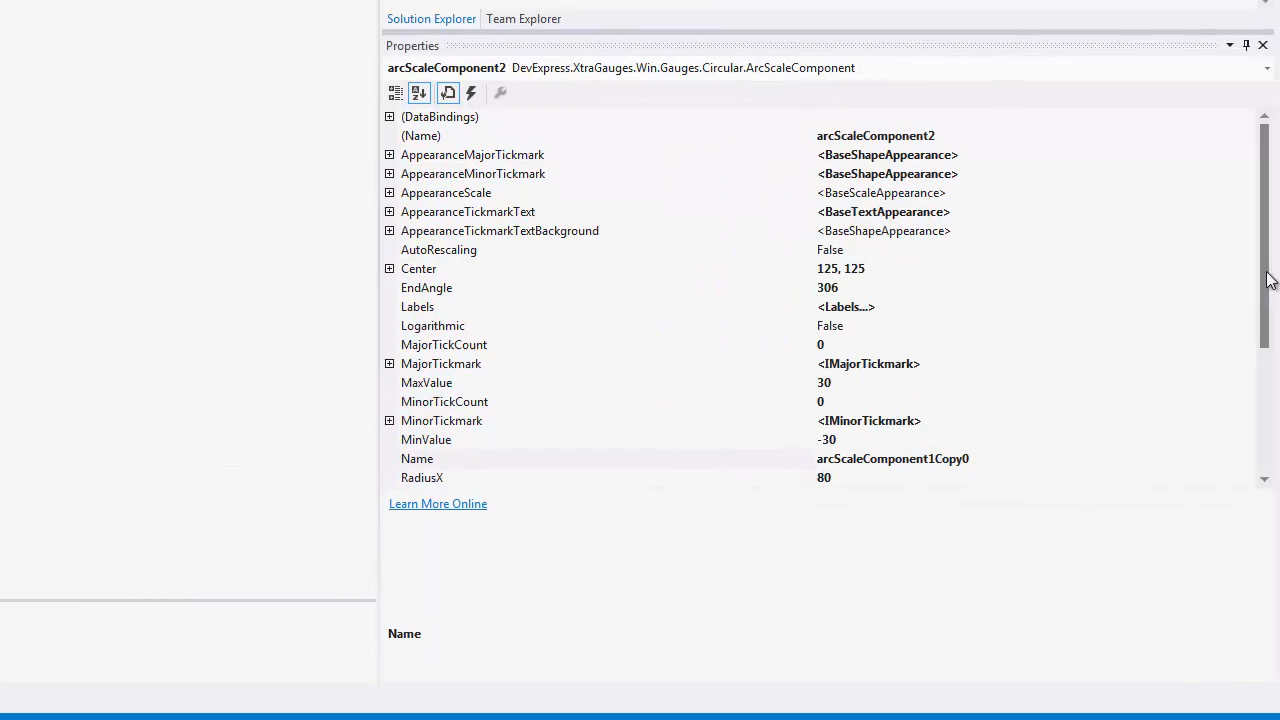 Solution Explorer Team Explorer
Properties
arcScaleComponent2 DevExpress.XtraGauges.Win.Gauges.Circular.ArcScaleComponent
(DataBindings)
(Name) arcScaleComponent2
AppearanceMajorTickmark <BaseShapeAppearance>
AppearanceMinorTickmark <BaseShapeAppearance>
AppearanceScale <BaseScaleAppearance>
AppearanceTickmarkText <BaseTextAppearance>
AppearanceTickmarkTextBackground <BaseShapeAppearance>
AutoRescaling False
Center 125, 125
EndAngle 306
Labels <Labels...>
Logarithmic False
MajorTickCount 0
MajorTickmark <IMajorTickmark>
MaxValue 30
MinorTickCount 0
MinorTickmark <IMinorTickmark>
MinValue -30
Name arcScaleComponent1Copy0
RadiusX 80
Learn More Online
Name